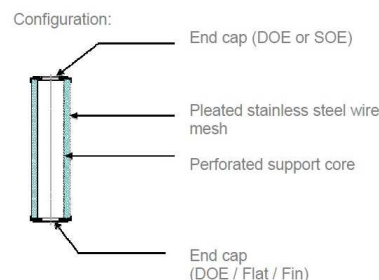 Configuration:
End cap (DOE or SOE)
Pleated stainless steel wire
mesh
Perforated support core
End cap
(DOE / Flat / Fin)